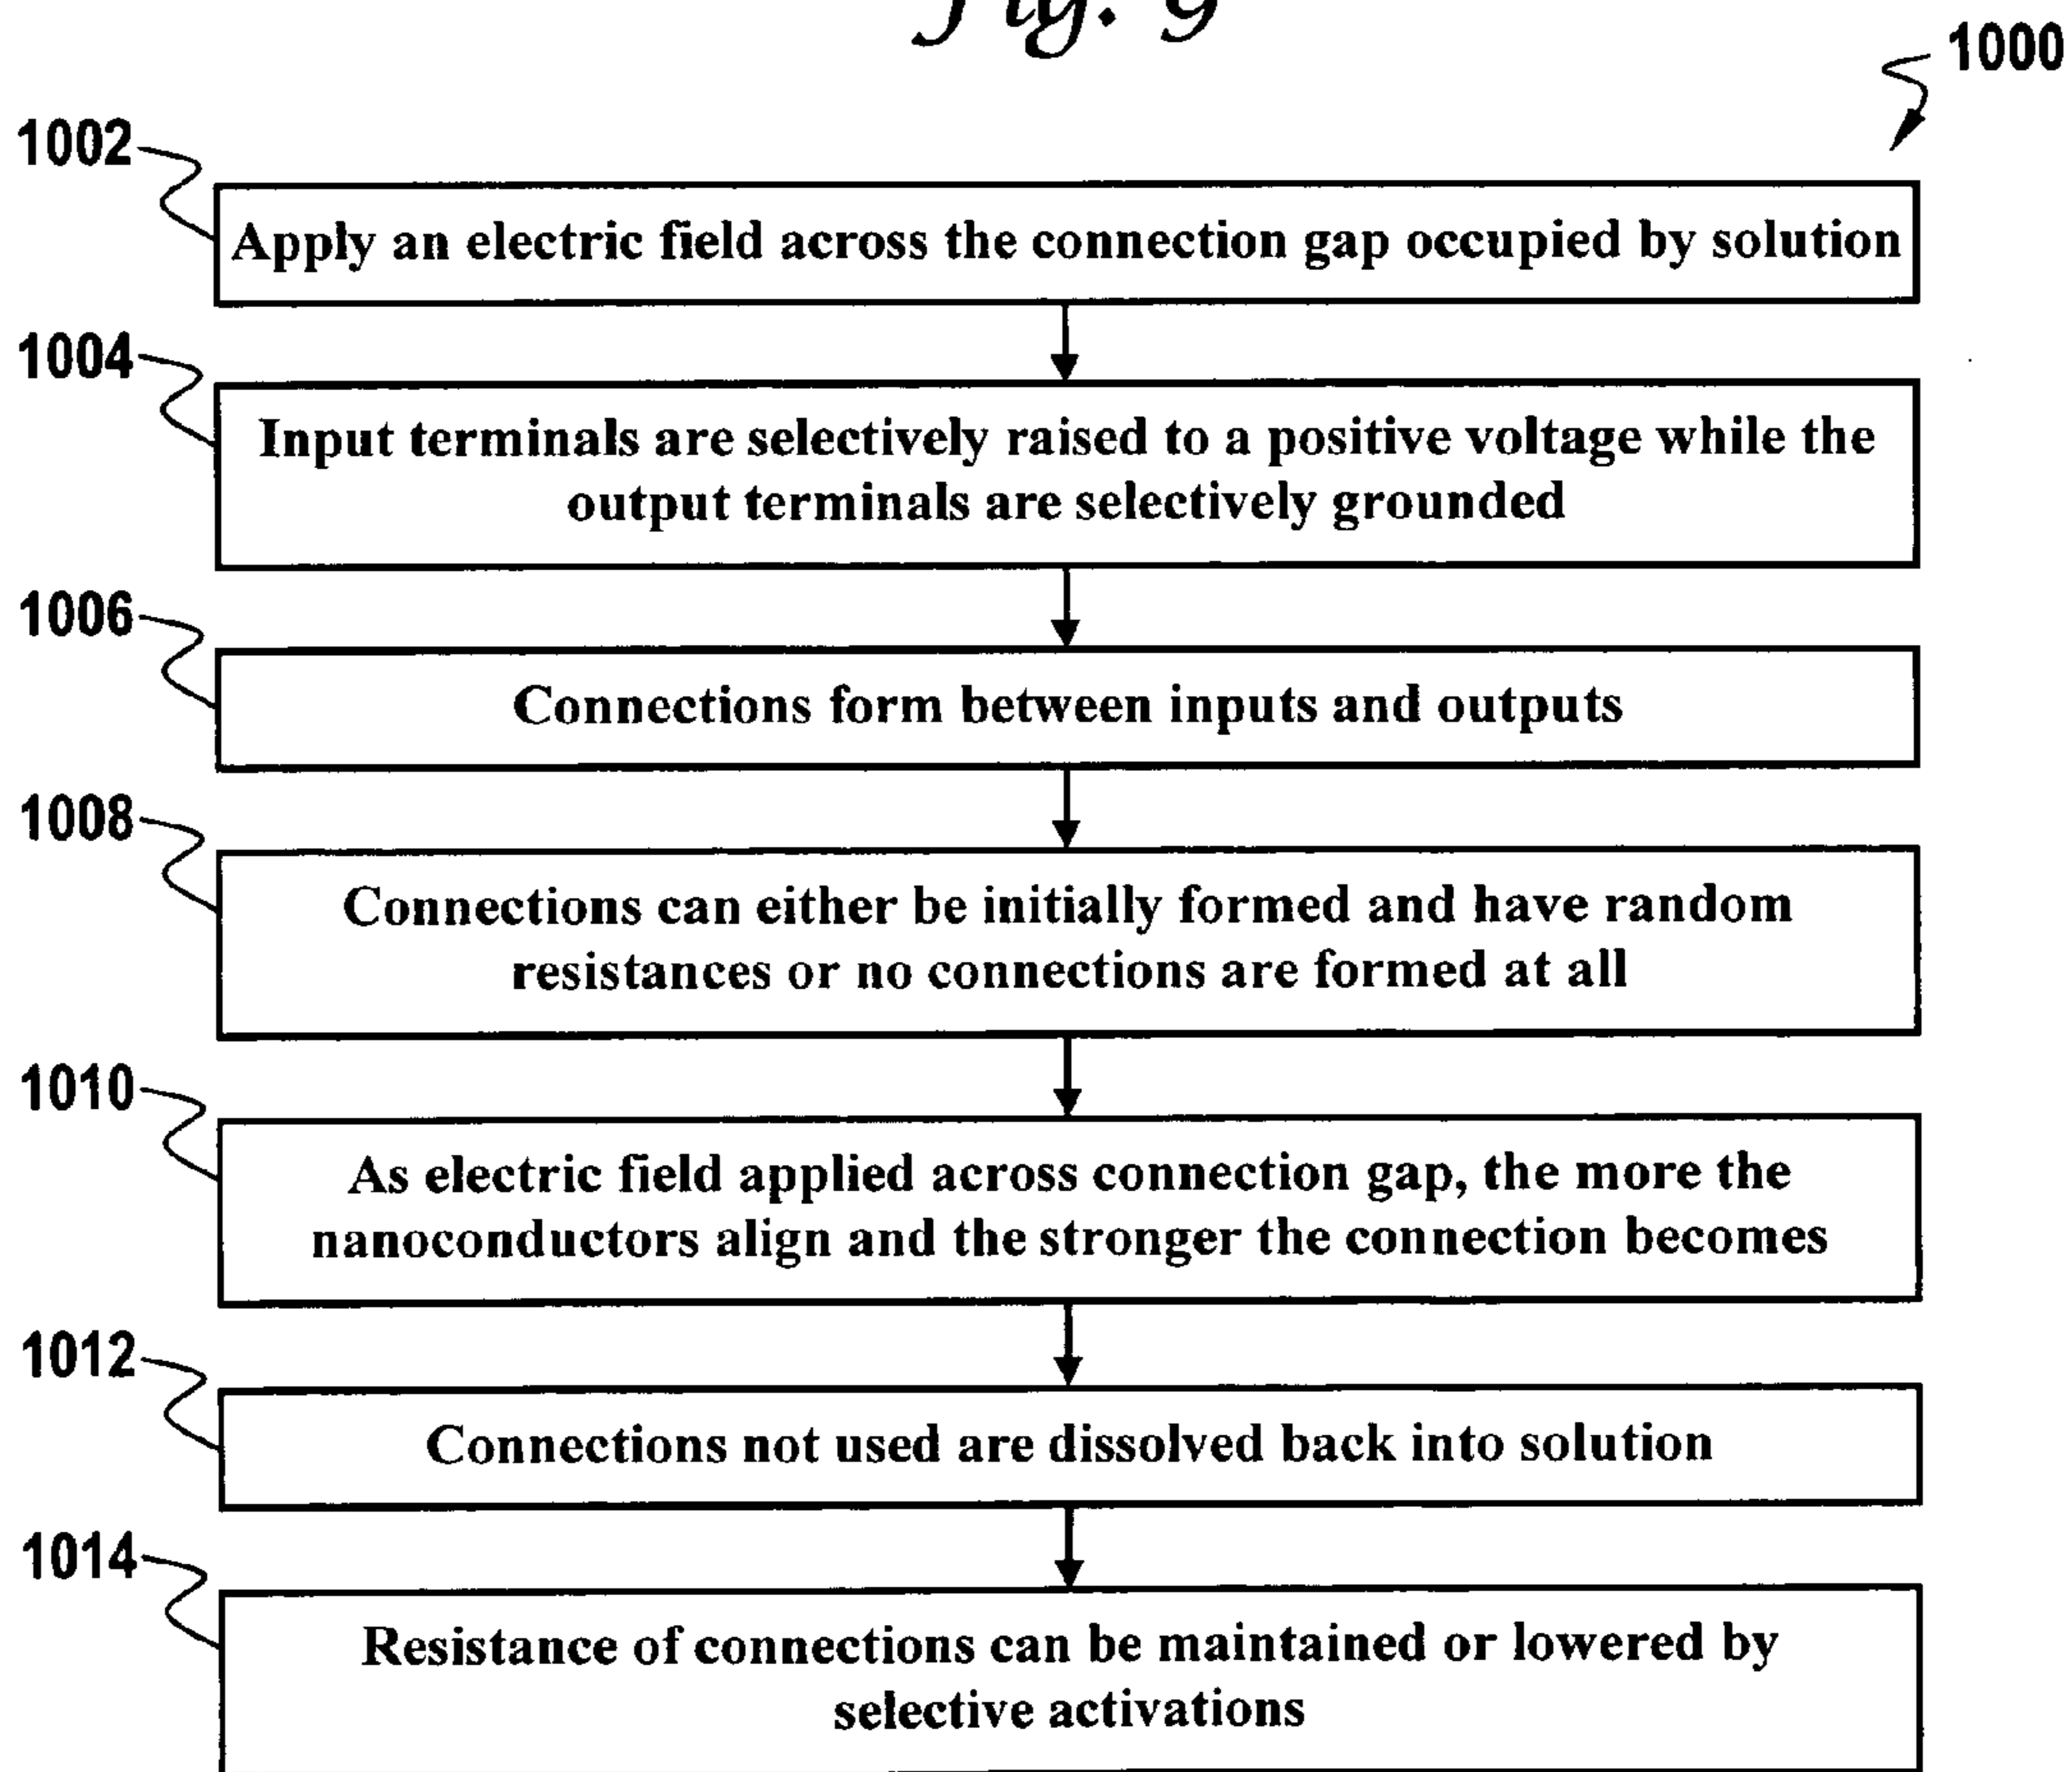 Fig. 9
1000
1002
Apply an electric field across the connection gap occupied by solution
1004
Input terminals are selectively raised to a positive voltage while the
output terminals are selectively grounded
1006
Connections form between inputs and outputs
1008
Connections can either be initially formed and have random
resistances or no connections are formed at all
1010
As electric field applied across connection gap, the more the
nanoconductors align and the stronger the connection becomes
1012
Connections not used are dissolved back into solution
1014
Resistance of connections can be maintained or lowered by
selective activations